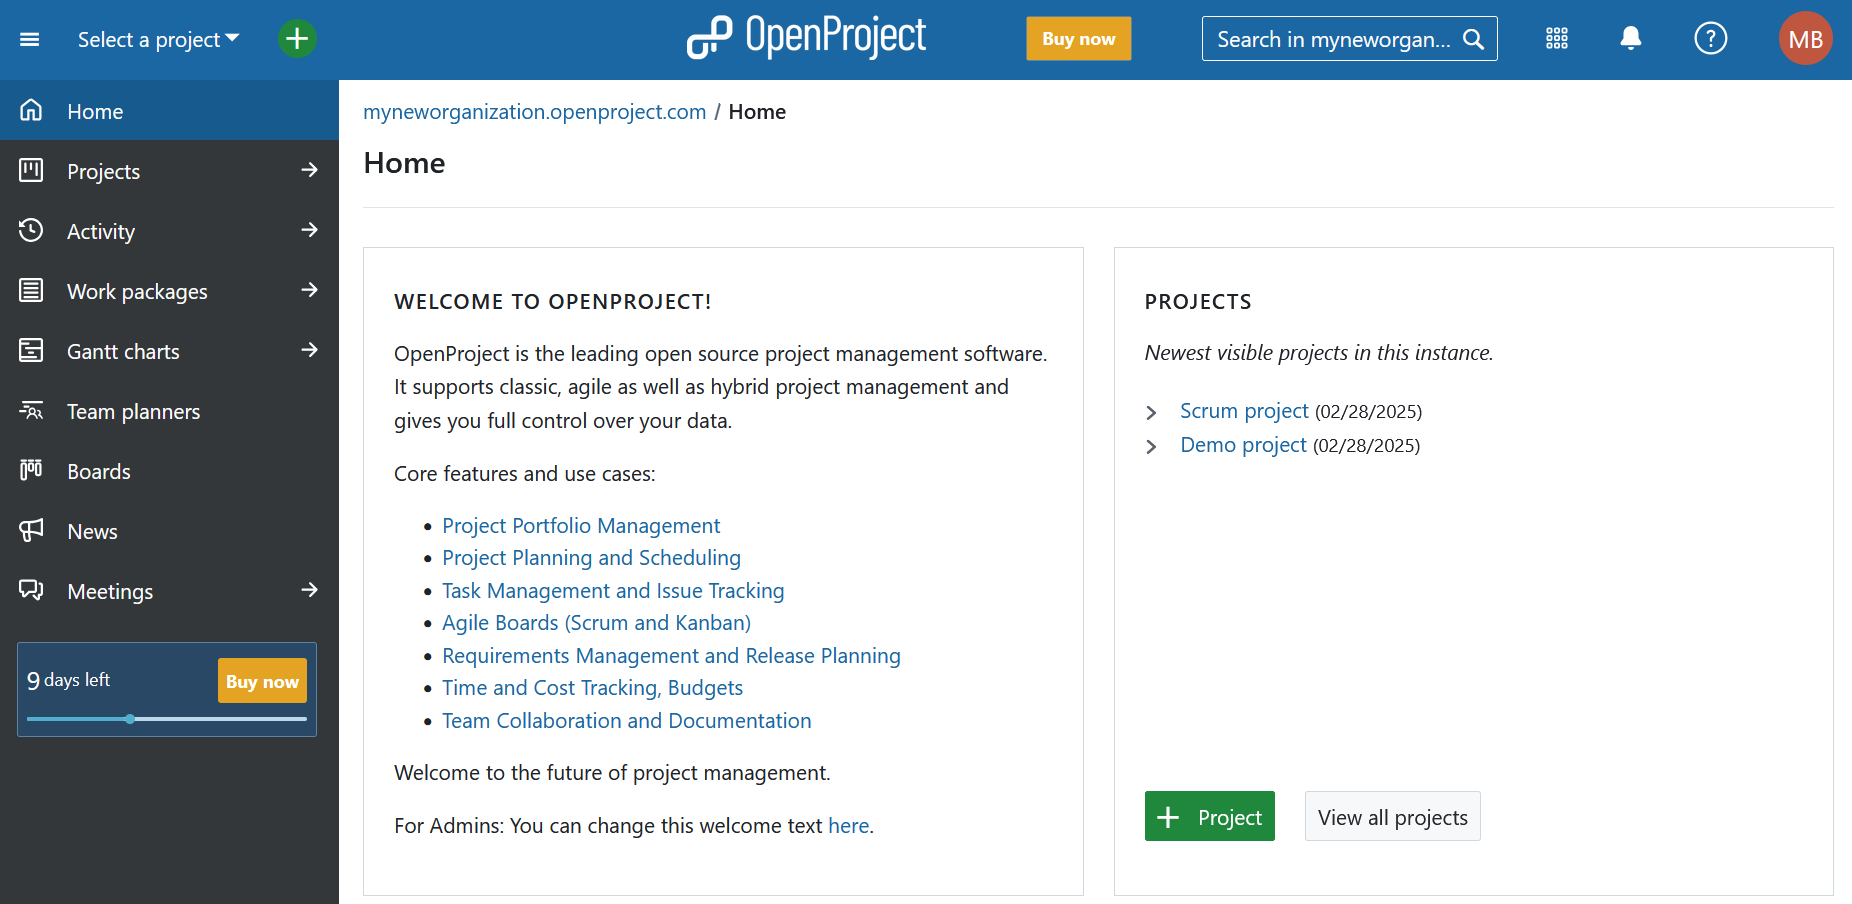 Select a project
OpenProject
Buy now
Search in myneworgan...
?
MB
Home
Projects
Activity
Work packages
Gantt charts
Team planners
Boards
News
Meetings
9 days left
Buy now
myneworganization.openproject.com / Home
Home
WELCOME TO OPENPROJECT!
OpenProject is the leading open source project management software.
It supports classic, agile as well as hybrid project management and
gives you full control over your data.
Core features and use cases:
Project Portfolio Management
Project Planning and Scheduling
Task Management and Issue Tracking
Agile Boards (Scrum and Kanban)
Requirements Management and Release Planning
Time and Cost Tracking, Budgets
Team Collaboration and Documentation
Welcome to the future of project management.
For Admins: You can change this welcome text here.
PROJECTS
Newest visible projects in this instance.
Scrum project (02/28/2025)
Demo project (02/28/2025)
+ Project
View all projects